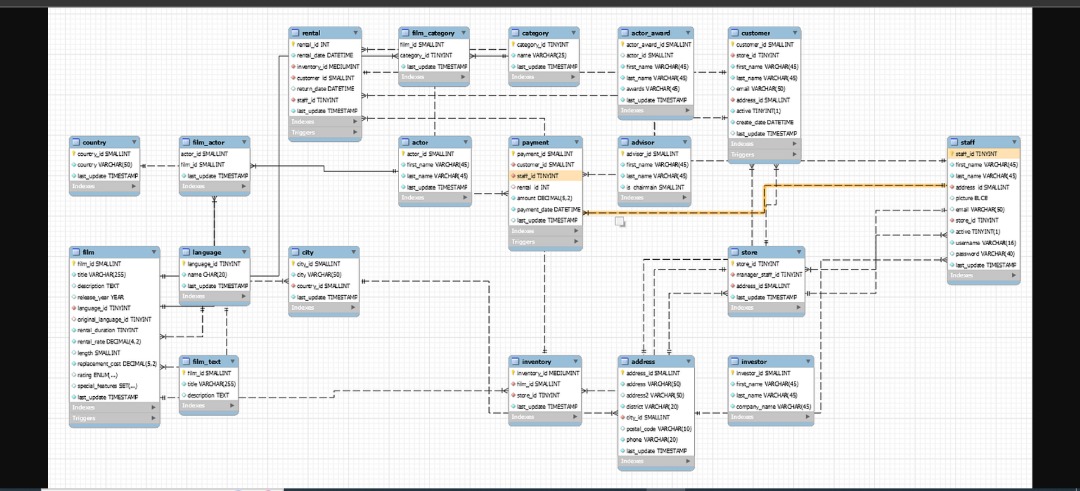 rental
rental_id INT
rental_date DATETIME
inventory_id MEDIUMINT
customer_id SMALLINT
return_date DATETIME
staff_id TINYINT
last_update TIMESTAMP
Indexes
Triggers
film_category
film_id SMALLINT
category_id TINYINT
last_update TIMESTAMP
Indexes
category
category_id TINYINT
name VARCHAR(25)
last_update TIMESTAMP
Indexes
actor_award
actor_award_id SMALLINT
actor_id SMALLINT
first_name VARCHAR(45)
last_name VARCHAR(45)
awards VARCHAR(45)
last_update TIMESTAMP
Indexes
customer
customer_id SMALLINT
store_id TINYINT
first_name VARCHAR(45)
last_name VARCHAR(45)
email VARCHAR(50)
address_id SMALLINT
active TINYINT(1)
create_date DATETIME
last_update TIMESTAMP
Indexes
Triggers
country
country_id SMALLINT
country VARCHAR(50)
last_update TIMESTAMP
Indexes
film_actor
actor_id SMALLINT
film_id SMALLINT
last_update TIMESTAMP
Indexes
actor
actor_id SMALLINT
first_name VARCHAR(45)
last_name VARCHAR(45)
last_update TIMESTAMP
Indexes
payment
payment_id SMALLINT
customer_id SMALLINT
staff_id TINYINT
rental_id INT
amount DECIMAL(5,2)
payment_date DATETIME
last_update TIMESTAMP
Indexes
Triggers
advisor
advisor_id SMALLINT
first_name VARCHAR(45)
last_name VARCHAR(45)
is_chairmain SMALLINT
Indexes
staff
staff_id TINYINT
first_name VARCHAR(45)
last_name VARCHAR(45)
address_id SMALLINT
picture BLOB
email VARCHAR(50)
store_id TINYINT
active TINYINT(1)
username VARCHAR(16)
password VARCHAR(40)
last_update TIMESTAMP
Indexes
film
film_id SMALLINT
title VARCHAR(255)
description TEXT
release_year YEAR
language_id TINYINT
original_language_id TINYINT
rental_duration TINYINT
rental_rate DECIMAL(4,2)
length SMALLINT
replacement_cost DECIMAL(5,2)
rating ENUM(...)
special_features SET(...)
last_update TIMESTAMP
Indexes
Triggers
language
language_id TINYINT
name CHAR(20)
last_update TIMESTAMP
Indexes
city
city_id SMALLINT
city VARCHAR(50)
country_id SMALLINT
last_update TIMESTAMP
Indexes
store
store_id TINYINT
manager_staff_id TINYINT
address_id SMALLINT
last_update TIMESTAMP
Indexes
film_text
film_id SMALLINT
title VARCHAR(255)
description TEXT
Indexes
inventory
inventory_id MEDIUMINT
film_id SMALLINT
store_id TINYINT
last_update TIMESTAMP
Indexes
address
address_id SMALLINT
address VARCHAR(50)
address2 VARCHAR(50)
district VARCHAR(20)
city_id SMALLINT
postal_code VARCHAR(10)
phone VARCHAR(20)
last_update TIMESTAMP
Indexes
investor
investor_id SMALLINT
first_name VARCHAR(45)
last_name VARCHAR(45)
company_name VARCHAR(45)
Indexes